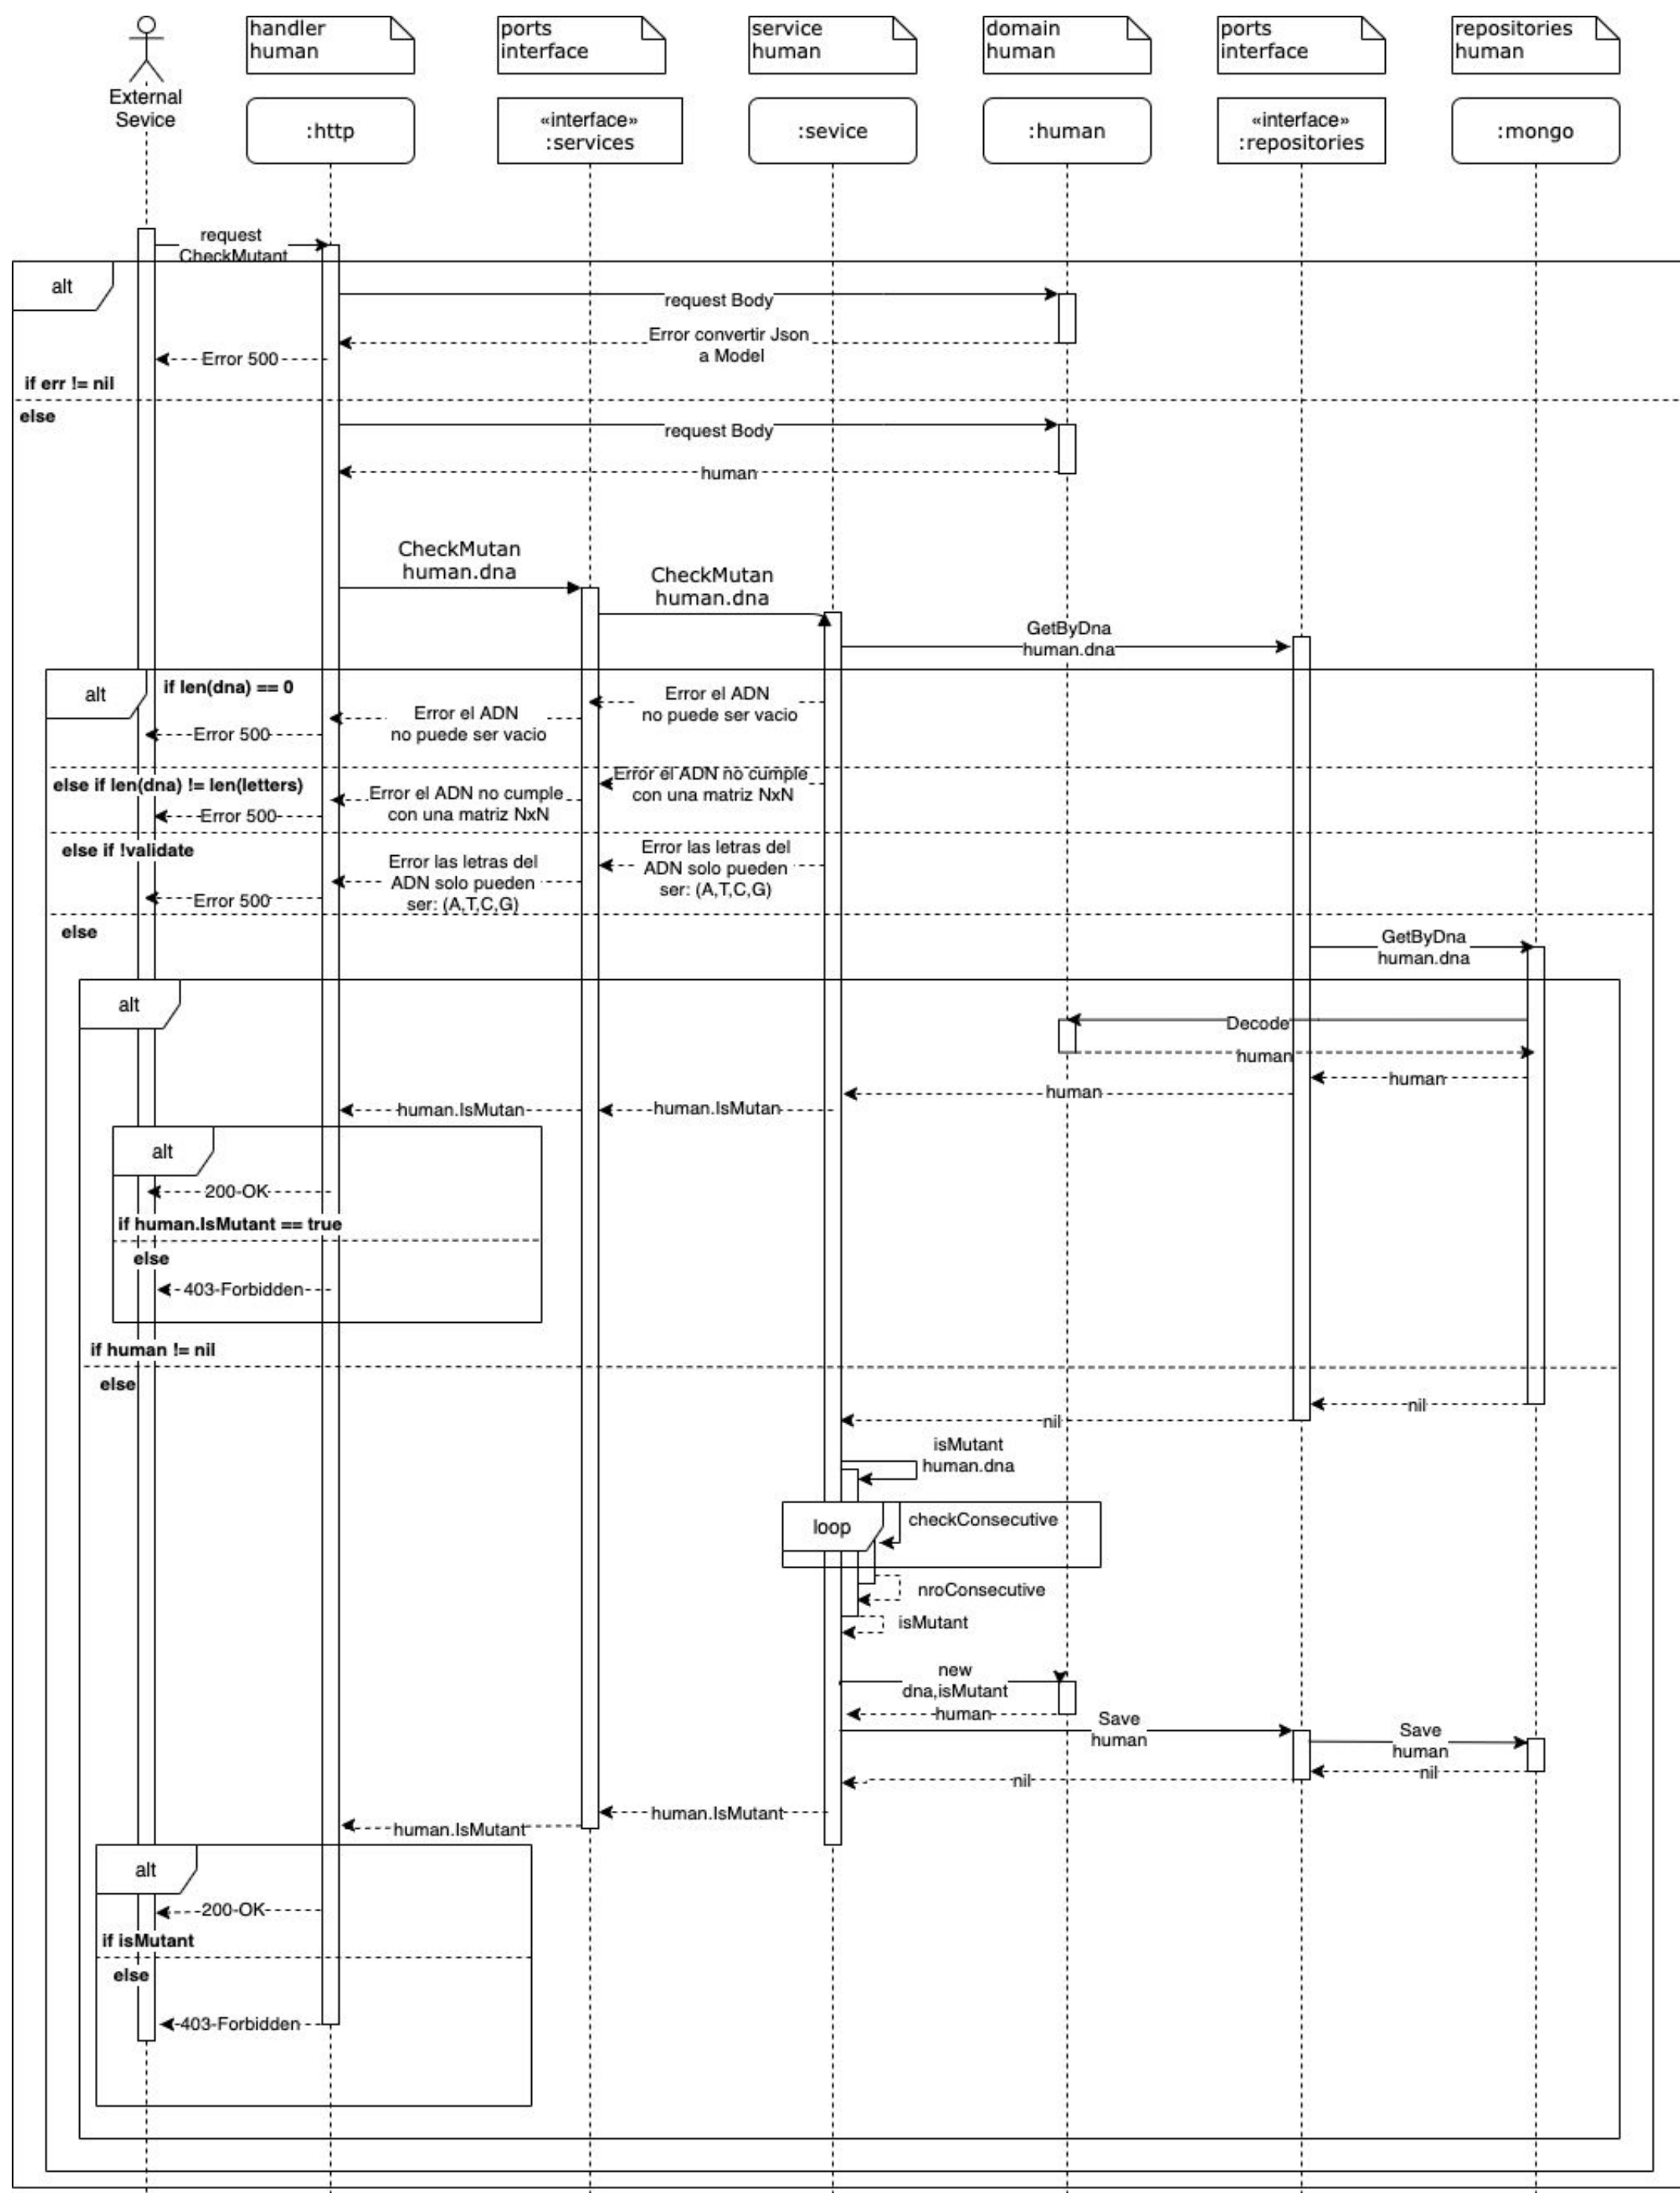 External
Sevice
handler
human
:http
ports
interface
«interface»
:services
service
human
:sevice
domain
human
:human
ports
interface
«interface»
:repositories
repositories
human
:mongo
request
CheckMutant
alt
request Body
Error convertir Json
a Model
Error 500
if err != nil
else
request Body
human
CheckMutan
human.dna
CheckMutan
human.dna
GetByDna
human.dna
alt
if len(dna) == 0
Error el ADN
no puede ser vacio
Error el ADN
no puede ser vacio
Error 500
else if len(dna) != len(letters)
Error el ADN no cumple
con una matriz NxN
Error el ADN no cumple
con una matriz NxN
Error 500
else if !validate
Error las letras del
ADN solo pueden
ser: (A,T,C,G)
Error las letras del
ADN solo pueden
ser: (A,T,C,G)
Error 500
else
GetByDna
human.dna
alt
Decode
human
human
human
human.IsMutan
human.IsMutan
alt
200-OK
if human.IsMutant == true
else
403-Forbidden
if human != nil
else
nil
nil
isMutant
human.dna
loop
checkConsecutive
nroConsecutive
isMutant
new
dna,isMutant
human
Save
human
Save
human
nil
nil
human.IsMutant
human.IsMutant
alt
200-OK
if isMutant
else
403-Forbidden